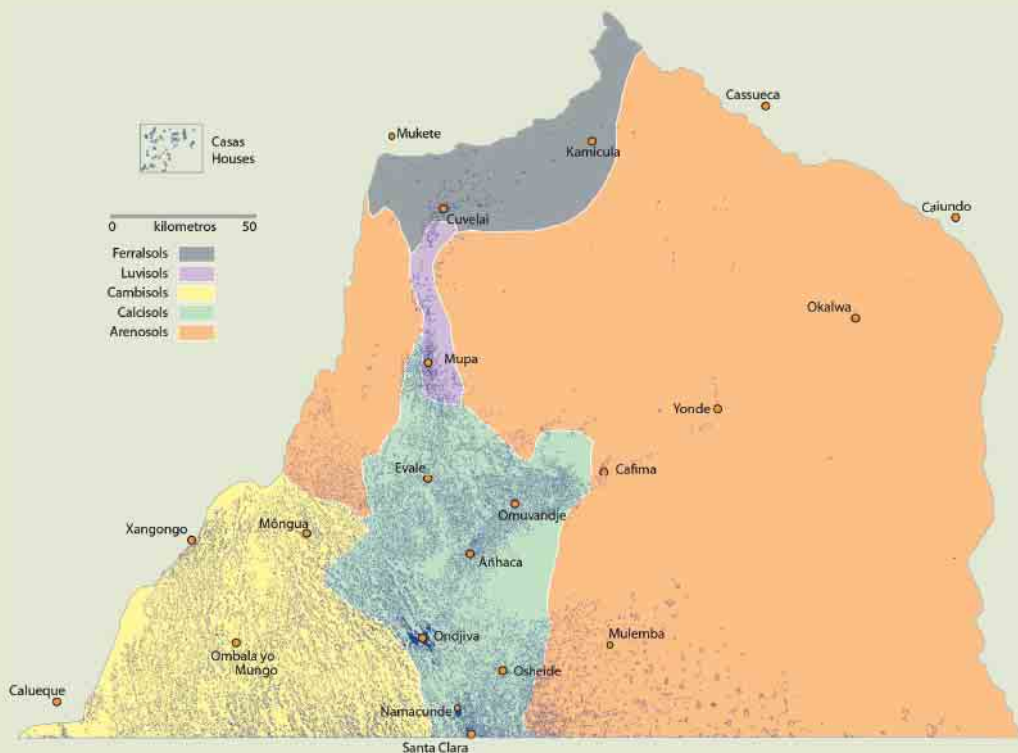 Cassueca
Mukete
Casas
Houses
Kamicula
Cuvelai
Caiundo
0 kilometros 50
Ferralsols
Luvisols
Cambisols
Calcisols
Arenosols
Okalwa
Mupa
Yonde
Evale
Cafima
Omuvandje
Xangongo
Môngua
Anhaca
Ondjiva
Mulemba
Ombala yo
Mungo
Osheide
Calueque
Namacunde
Santa Clara